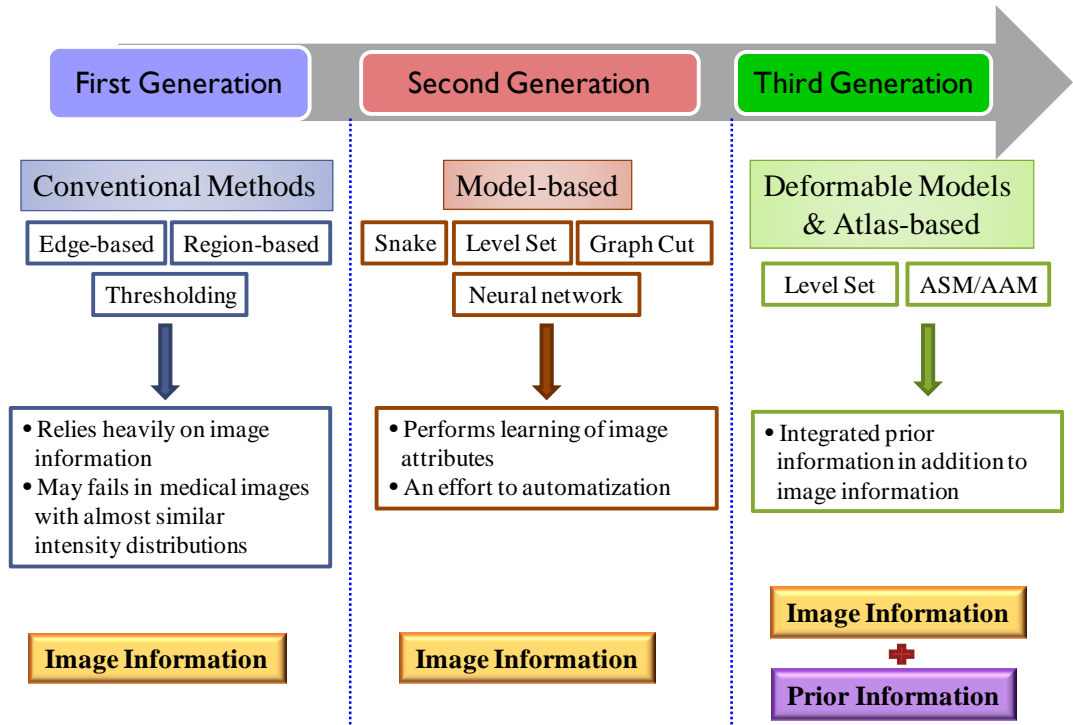 First Generation
Second Generation
Third Generation
Conventional Methods
Edge-based
Region-based
Thresholding
• Relies heavily on image
information
• May fails in medical images
with almost similar
intensity distributions
Image Information
Model-based
Snake
Level Set
Graph Cut
Neural network
• Performs learning of image
attributes
• An effort to automatization
Image Information
Deformable Models
& Atlas-based
Level Set
ASM/AAM
• Integrated prior
information in addition to
image information
Image Information
+
Prior Information